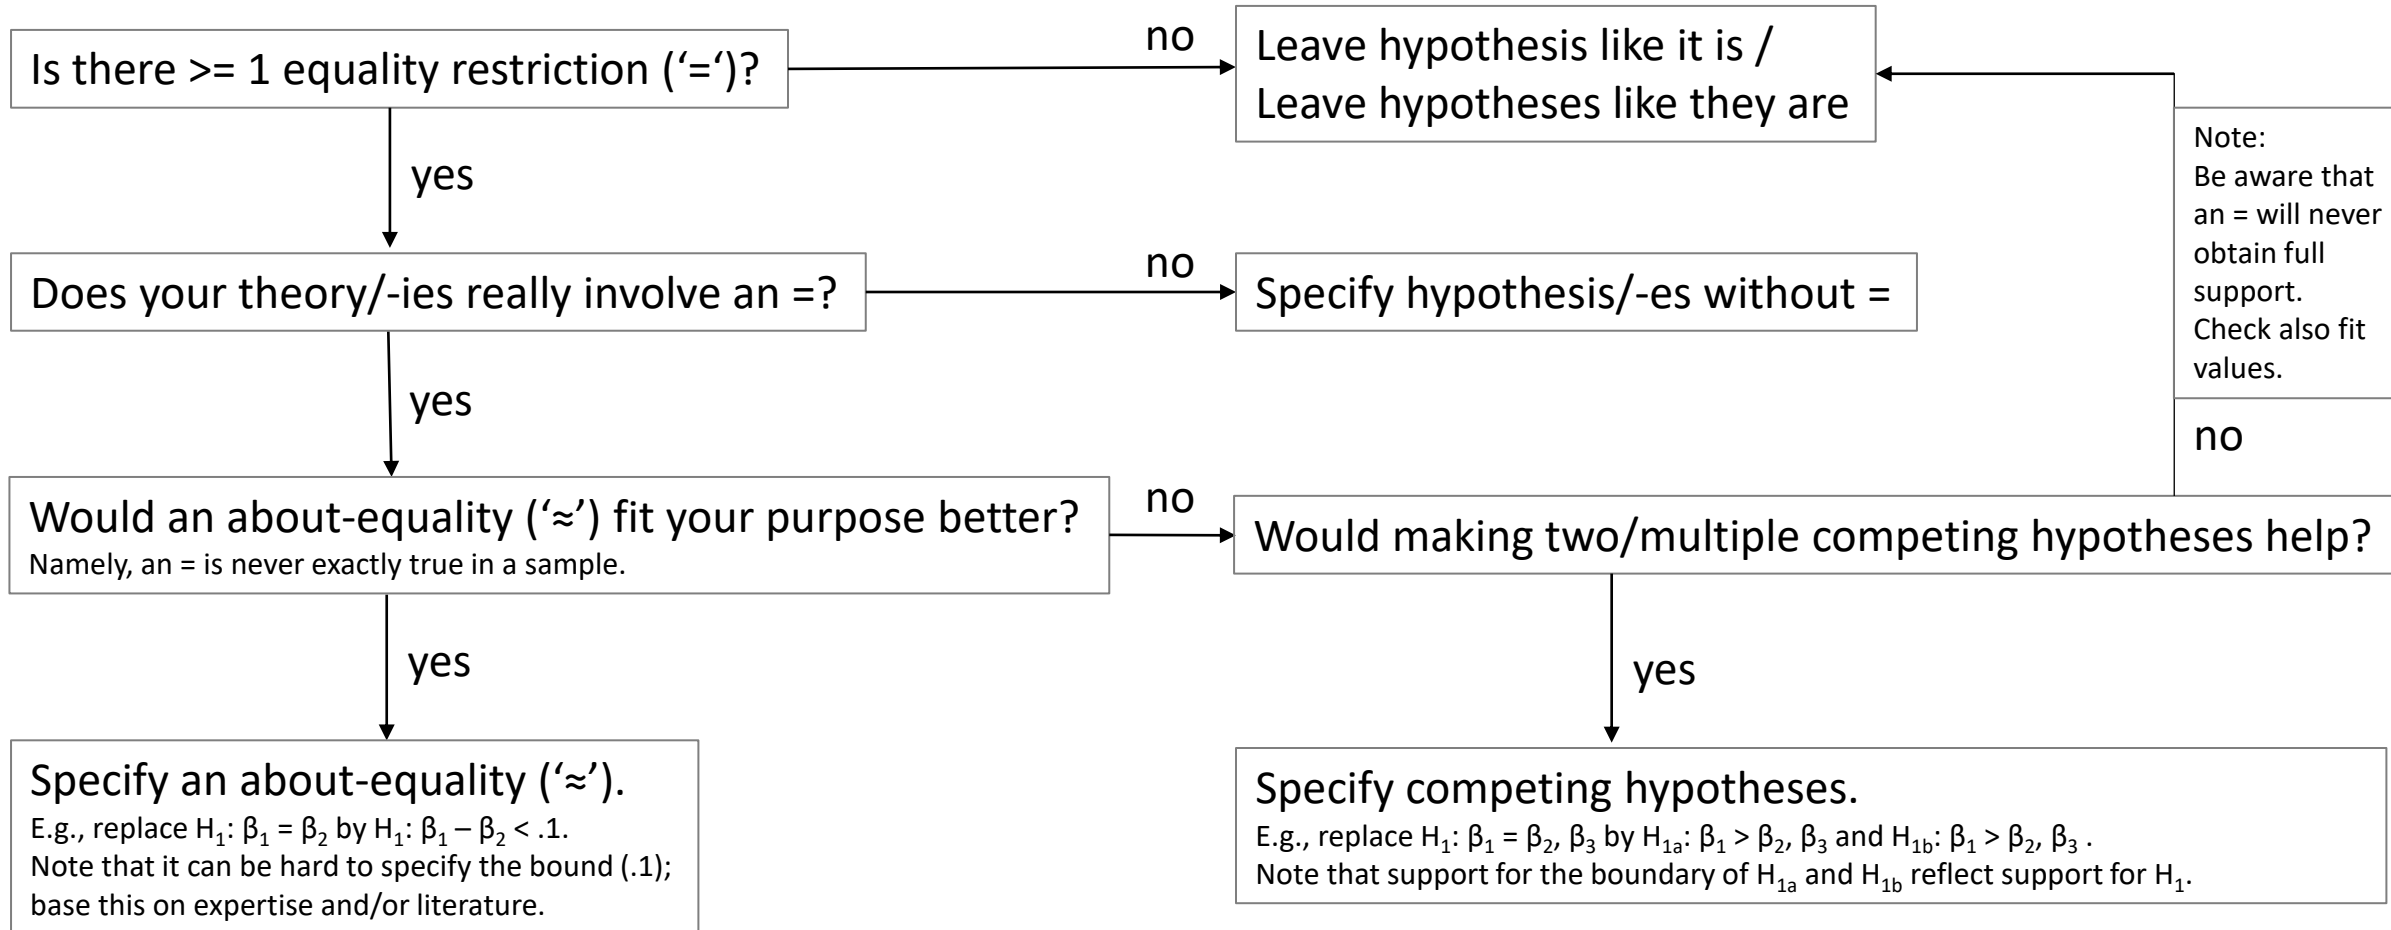 Is there >= 1 equality restriction (‘=‘)?
no
Leave hypothesis like it is /
Leave hypotheses like they are
yes
Note:
Be aware that
an = will never
obtain full
support.
Check also fit
values.
Does your theory/-ies really involve an =?
no
Specify hypothesis/-es without =
yes
no
Would an about-equality (‘≈’) fit your purpose better?
Namely, an = is never exactly true in a sample.
no
Would making two/multiple competing hypotheses help?
yes
yes
Specify an about-equality (‘≈’).
E.g., replace H₁: β₁ = β₂ by H₁: β₁ – β₂ < .1.
Note that it can be hard to specify the bound (.1);
base this on expertise and/or literature.
Specify competing hypotheses.
E.g., replace H₁: β₁ = β₂, β₃ by H₁ₐ: β₁ > β₂, β₃ and H₁b: β₁ > β₂, β₃ .
Note that support for the boundary of H₁ₐ and H₁b reflect support for H₁.